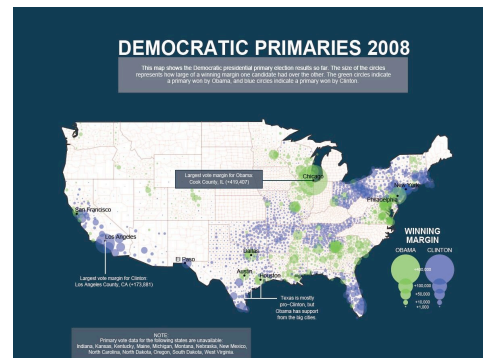 DEMOCRATIC PRIMARIES 2008
This map shows the Democratic presidential primary election results so far. The size of the circles
represents how large of a winning margin one candidate had over the other. The green circles indicate
a primary won by Obama, and blue circles indicate a primary won by Clinton.
Largest vote margin for Obama:
Cook County, IL (+419,407)
Chicago
New York
Philadelphia
San Francisco
Los Angeles
WINNING
MARGIN
OBAMA CLINTON
El Paso
Dallas
+100,000
+50,000
+10,000
+1,000
Austin
Houston
Largest vote margin for Clinton:
Los Angeles County, CA (+173,881)
Texas is mostly
pro-Clinton, but
Obama has support
from the big cities.
NOTE:
Primary vote data for the following states are unavailable:
Indiana, Kansas, Kentucky, Maine, Michigan, Montana, Nebraska, New Mexico,
North Carolina, North Dakota, Oregon, South Dakota, West Virginia